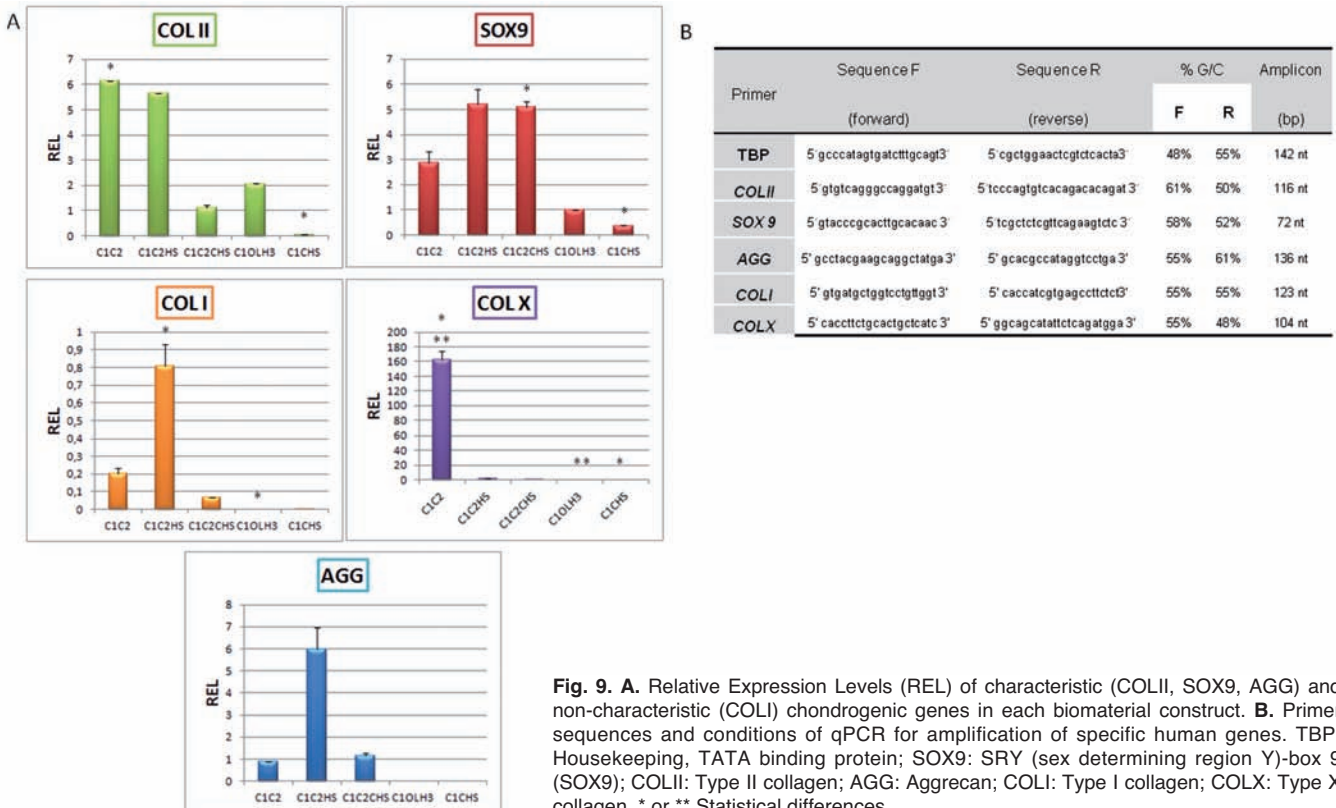 A
COL II
REL
7
6
5
4
3
2
1
0
*
*
C1C2 C1C2HS C1C2CHS C1OLH3 C1CHS
SOX9
REL
7
6
5
4
3
2
1
0
*
*
C1C2 C1C2HS C1C2CHS C1OLH3 C1CHS
COL I
REL
1
0,9
0,8
0,7
0,6
0,5
0,4
0,3
0,2
0,1
0
*
*
C1C2 C1C2HS C1C2CHS C1OLH3 C1CHS
COL X
REL
200
180
160
140
120
100
80
60
40
20
0
*
**
**
*
C1C2 C1C2HS C1C2CHS C1OLH3 C1CHS
AGG
REL
8
7
6
5
4
3
2
1
0
C1C2 C1C2HS C1C2CHS C1OLH3 C1CHS
B
Primer Sequence F (forward) Sequence R (reverse) % G/C F R Amplicon (bp)
TBP 5´gcccatagtgatctttgcagt3´ 5´cgctggaactcgtctcacta3´ 48% 55% 142 nt
COLII 5´gtgtcagggccaggatgt 3´ 5´tcccagtgtcacagacacagat 3´ 61% 50% 116 nt
SOX 9 5´gtacccgcacttgcacaac 3´ 5´tcgctctcgttcagaagtctc 3´ 58% 52% 72 nt
AGG 5' gcctacgaagcaggctatga 3' 5' gcacgccataggtcctga 3' 55% 61% 136 nt
COLI 5' gtgatgctggtcctgttggt 3' 5' caccatcgtgagccttctct3' 55% 55% 123 nt
COLX 5' caccttctgcactgctcatc 3' 5' ggcagcatattctcagatgga 3' 55% 48% 104 nt
Fig. 9. A. Relative Expression Levels (REL) of characteristic (COLII, SOX9, AGG) and
non-characteristic (COLI) chondrogenic genes in each biomaterial construct. B. Primer
sequences and conditions of qPCR for amplification of specific human genes. TBP:
Housekeeping, TATA binding protein; SOX9: SRY (sex determining region Y)-box 9
(SOX9); COLII: Type II collagen; AGG: Aggrecan; COLI: Type I collagen; COLX: Type X
collagen. * or ** Statistical differences